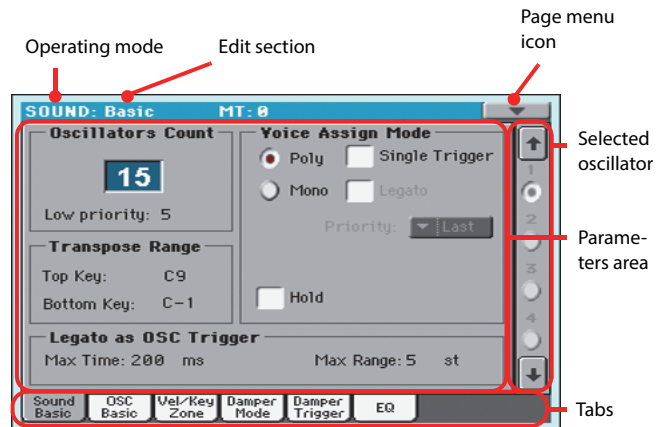 Page menu
icon
Operating mode
Edit section
SOUND: Basic MT: 0
Oscillators Count
15
Low priority: 5
Transpose Range
Top Key: C9
Bottom Key: C-1
Voice Assign Mode
Poly Single Trigger
Mono Legato
Priority: Last
Hold
Legato as OSC Trigger
Max Time: 200 ms Max Range: 5 st
1
2
3
4
Selected
oscillator
Parame-
ters area
Sound
Basic
OSC
Basic
Vel/Key
Zone
Damper
Mode
Damper
Trigger
EQ
Tabs